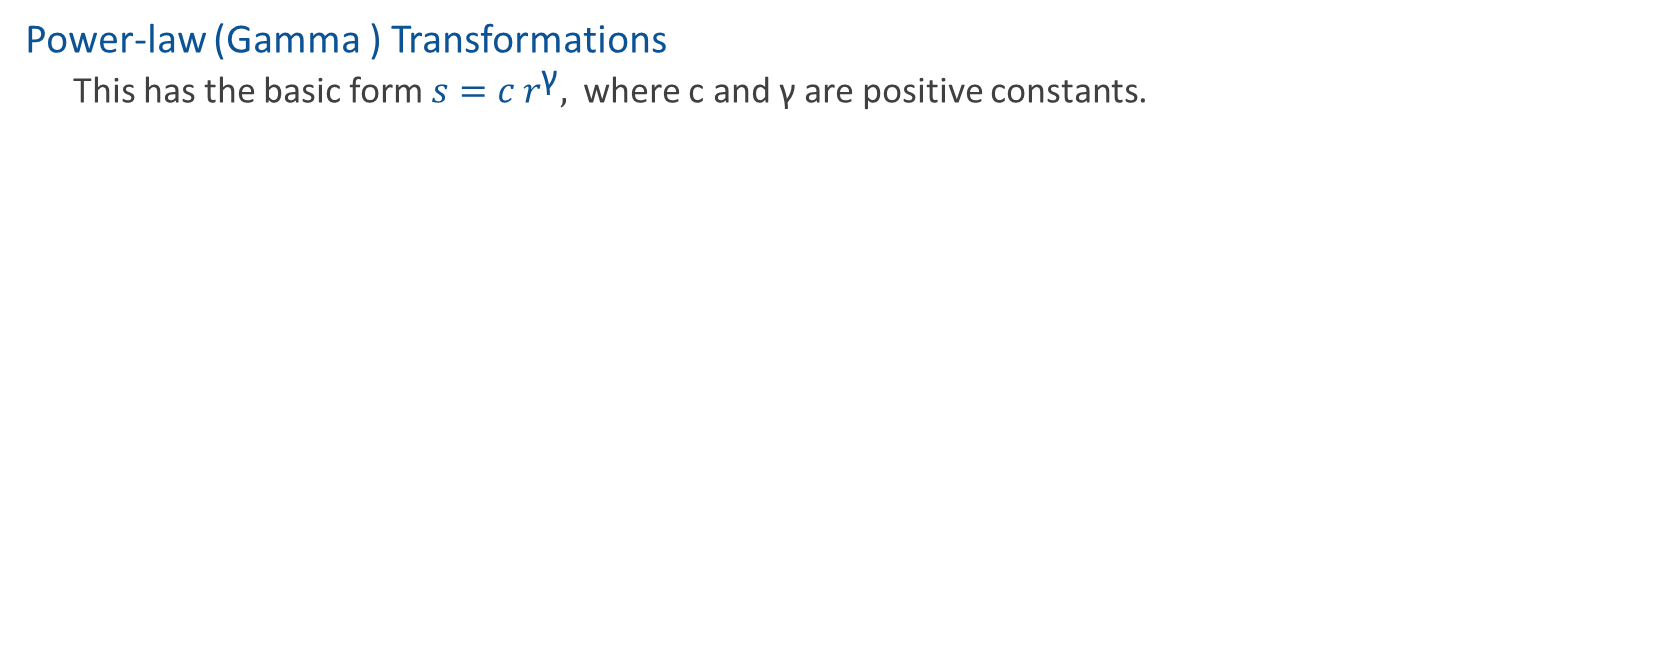 Power-law (Gamma ) Transformations
This has the basic form s = c r^γ, where c and γ are positive constants.